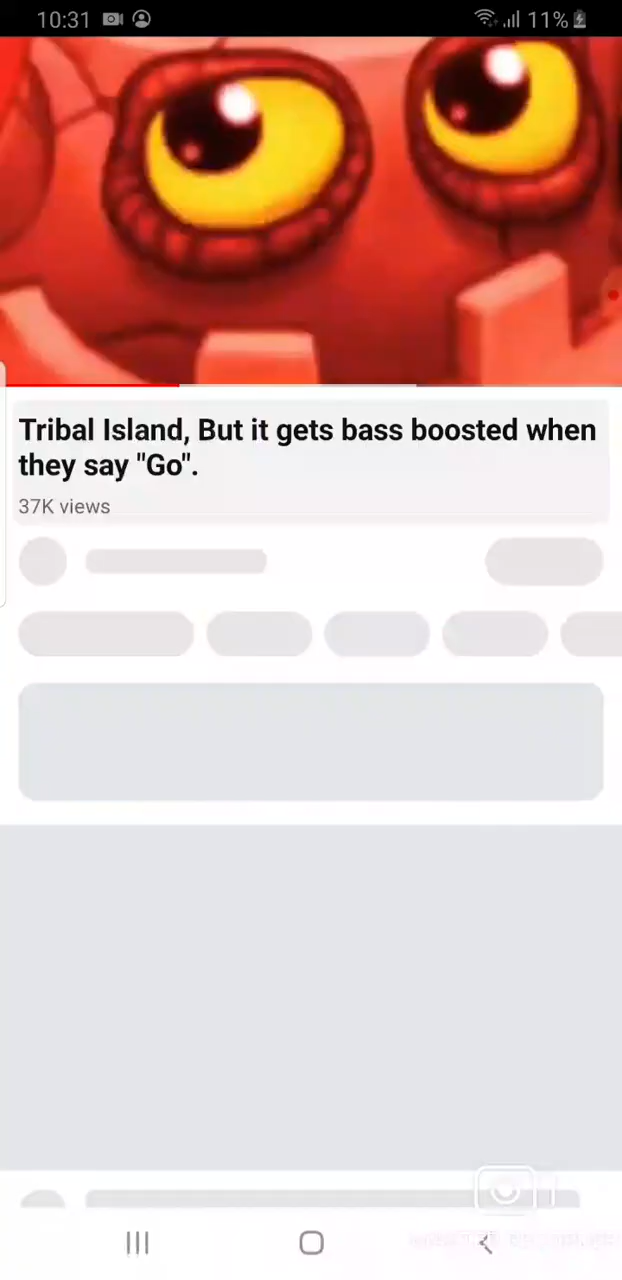 10:31
11%
Tribal Island, But it gets bass boosted when
they say "Go".
37K views